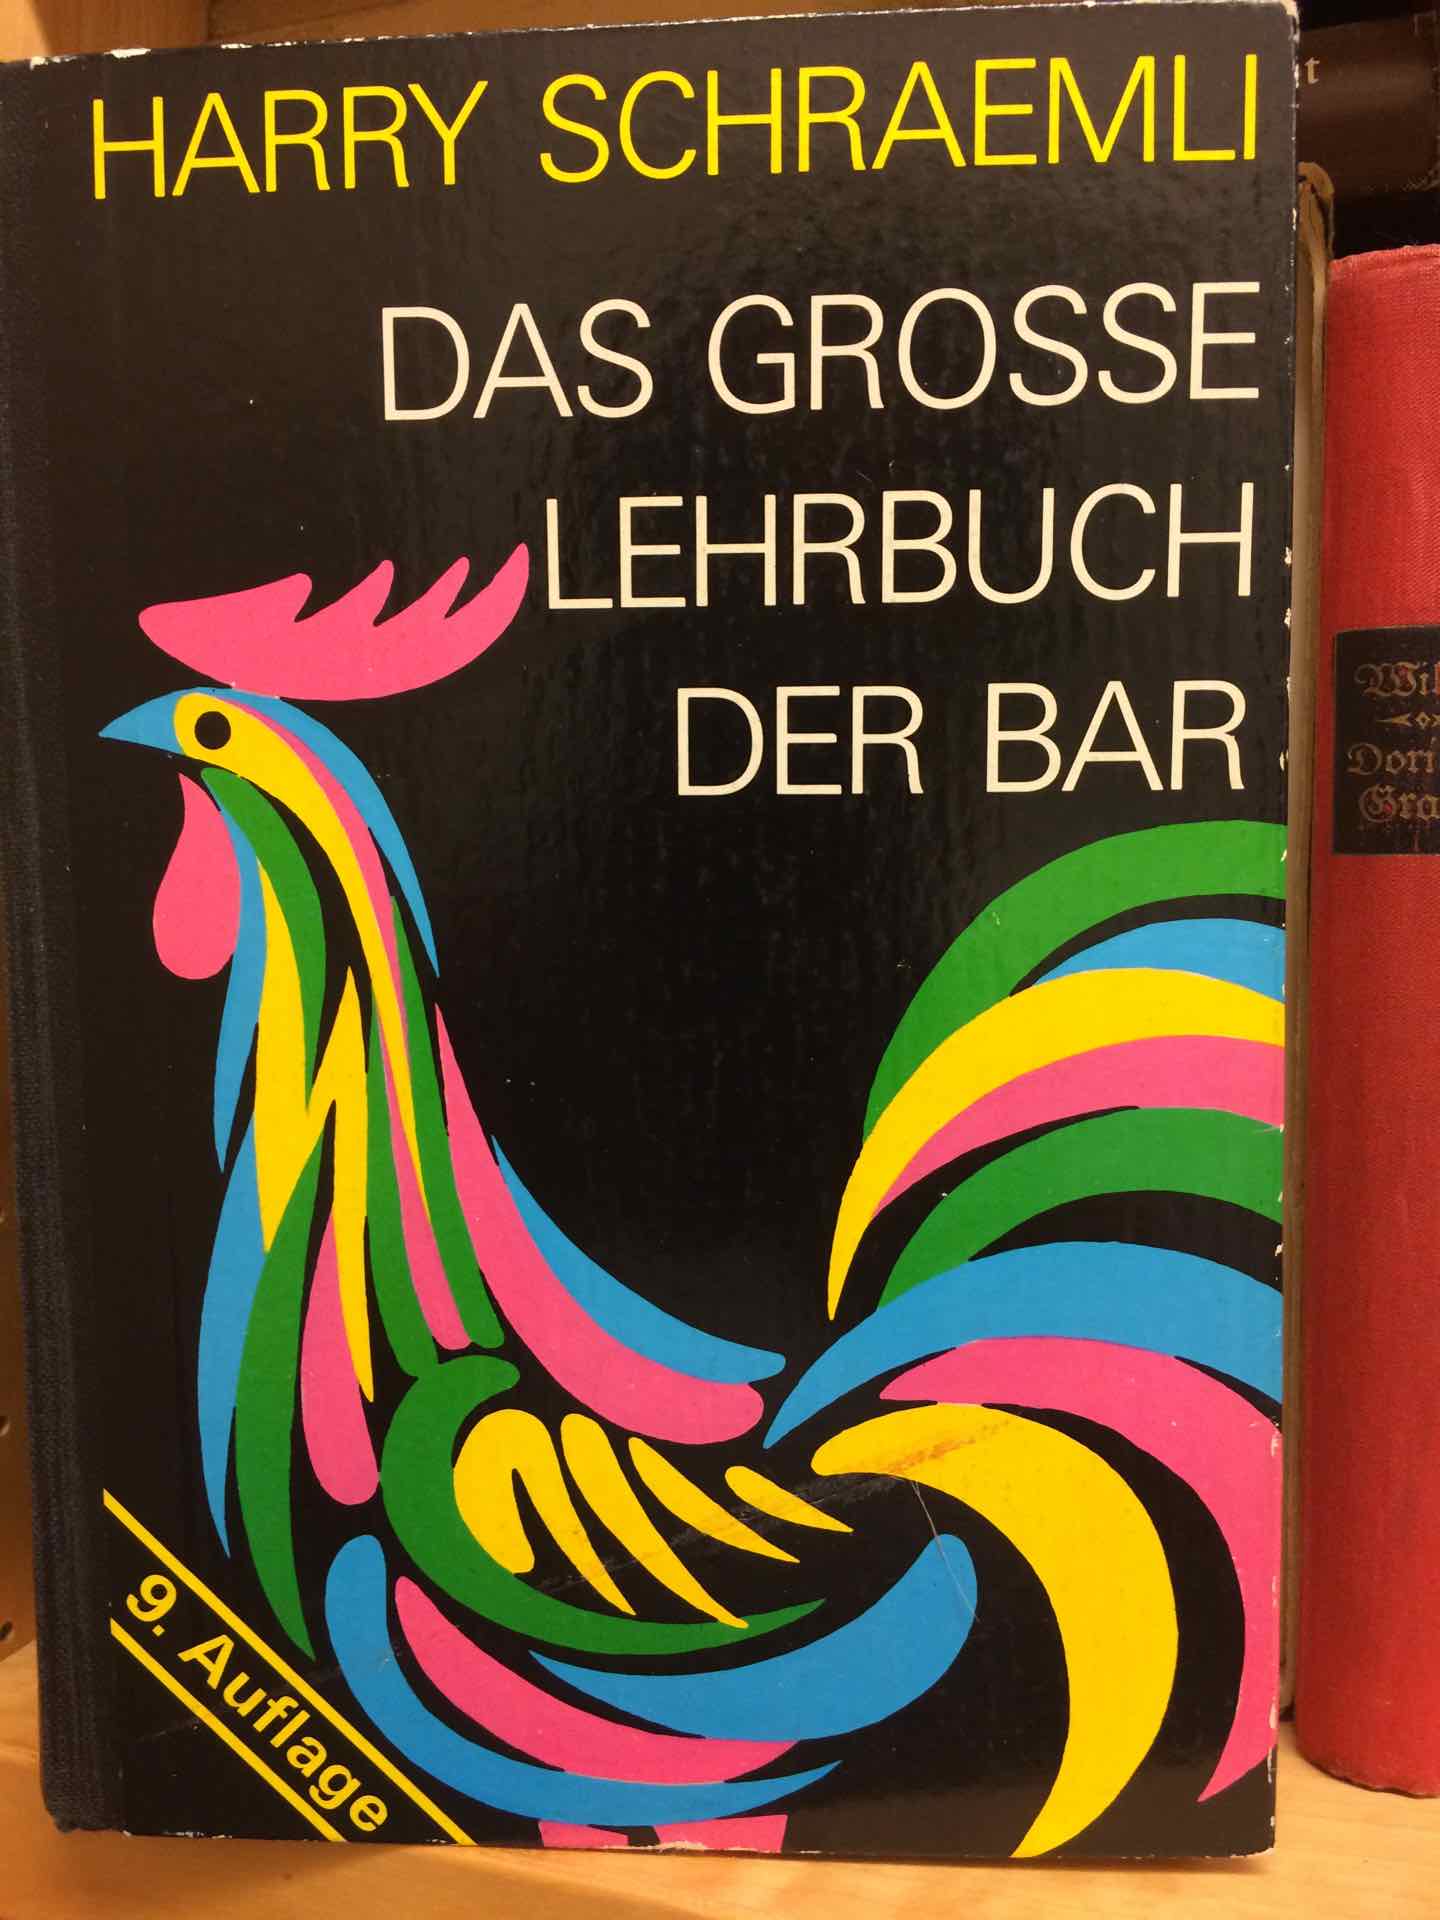 HARRY SCHRAEMLI
DAS GROSSE
LEHRBUCH
DER BAR
9. Auflage